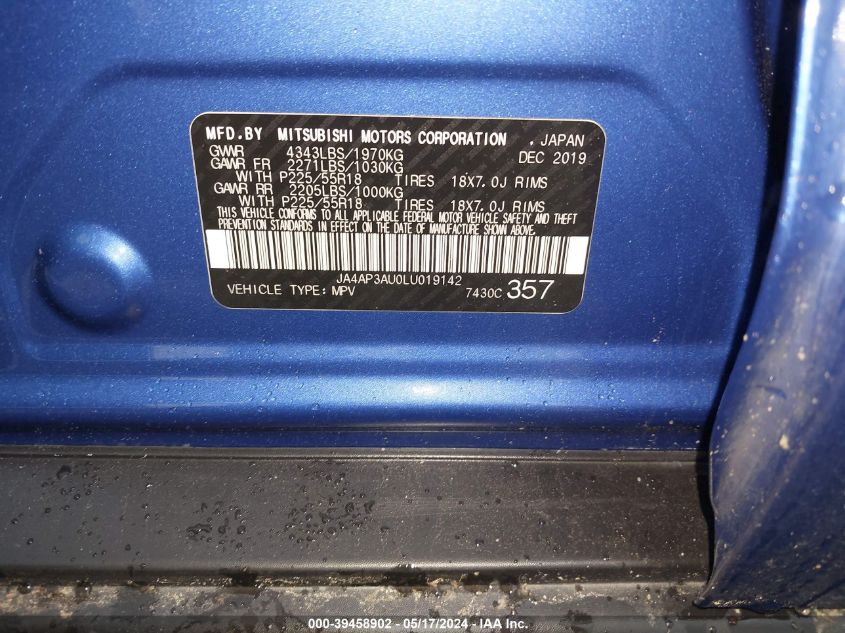 MFD.BY MITSUBISHI MOTORS CORPORATION , JAPAN
GVWR 4343LBS/1970KG DEC 2019
GAWR FR 2271LBS/1030KG
WITH P225/55R18 TIRES 18X7.0J RIMS
GAWR RR 2205LBS/1000KG
WITH P225/55R18 TIRES 18X7.0J RIMS
THIS VEHICLE CONFORMS TO ALL APPLICABLE FEDERAL MOTOR VEHICLE SAFETY AND THEFT
PREVENTION STANDARDS IN EFFECT ON THE DATE OF MANUFACTURE SHOWN ABOVE.
JA4AP3AU0LU019142
VEHICLE TYPE:MPV 7430C 357
000-39458902 - 05/17/2024 - IAA Inc.